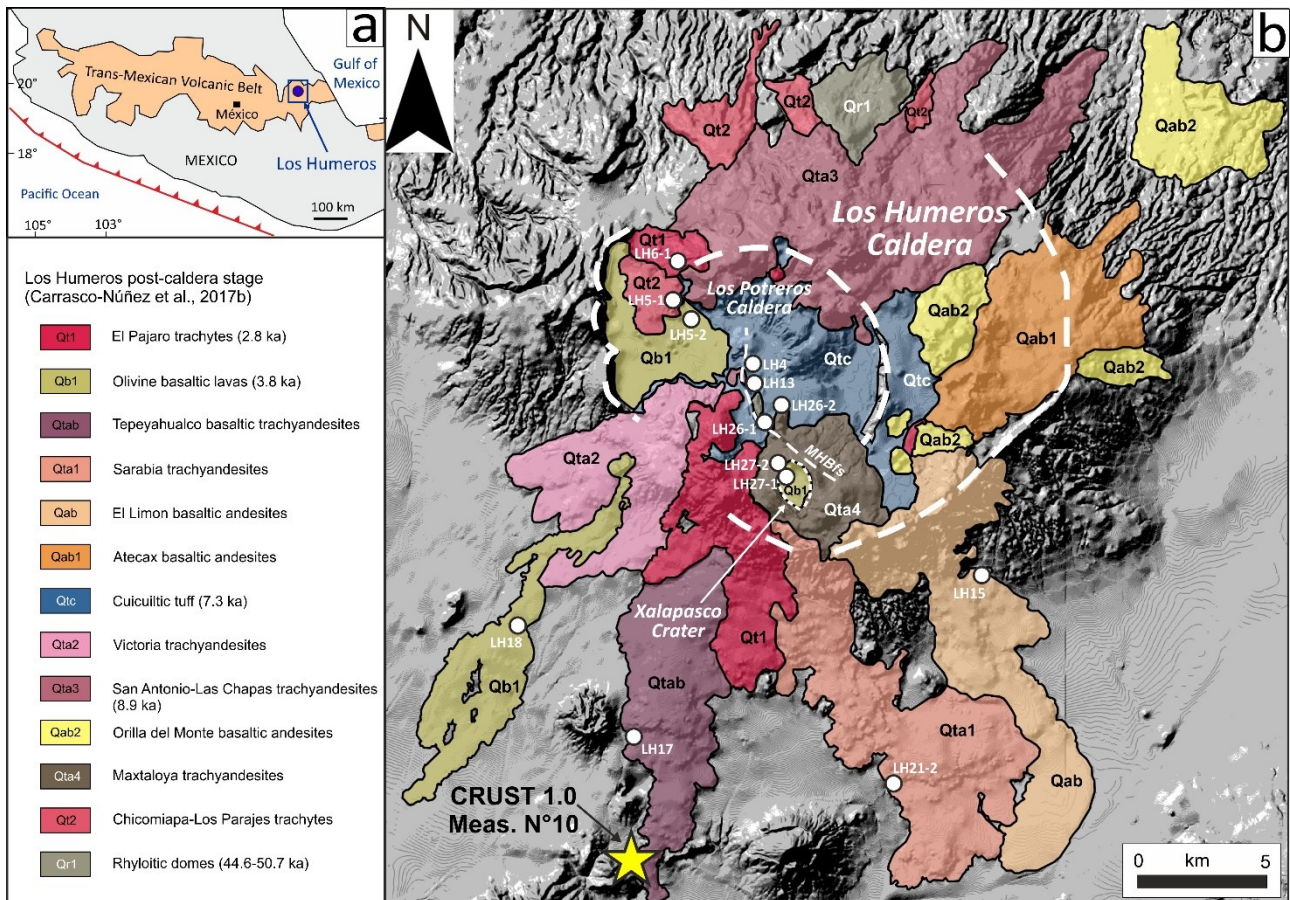 a
20°
18°
105°
103°
Trans-Mexican Volcanic Belt
México
MEXICO
Gulf of
Mexico
Los Humeros
Pacific Ocean
100 km
Los Humeros post-caldera stage
(Carrasco-Núñez et al., 2017b)
Qt1 El Pajaro trachytes (2.8 ka)
Qb1 Olivine basaltic lavas (3.8 ka)
Qtab Tepeyahualco basaltic trachyandesites
Qta1 Sarabia trachyandesites
Qab El Limon basaltic andesites
Qab1 Atecax basaltic andesites
Qtc Cuicuiltic tuff (7.3 ka)
Qta2 Victoria trachyandesites
Qta3 San Antonio-Las Chapas trachyandesites
(8.9 ka)
Qab2 Orilla del Monte basaltic andesites
Qta4 Maxtaloya trachyandesites
Qt2 Chicomiapa-Los Parajes trachytes
Qr1 Rhyolitic domes (44.6-50.7 ka)
N
b
Qt2
Qt2
Qr1
Qt2
Qab2
Qta3
Los Humeros
Caldera
Qt1
LH6-1
Qt2
LH5-1
LH5-2
Los Potreros
Caldera
Qb1
Qab2
Qab1
Qab2
LH4
LH13
Qtc
Qtc
LH26-2
LH26-1
Qab2
MHBfs
Qta2
LH27-2
LH27-1
Qb1
Qta4
LH15
Xalapasco
Crater
LH18
Qb1
Qt1
Qtab
LH17
Qta1
LH21-2
Qab
CRUST 1.0
Meas. N°10
0 km 5